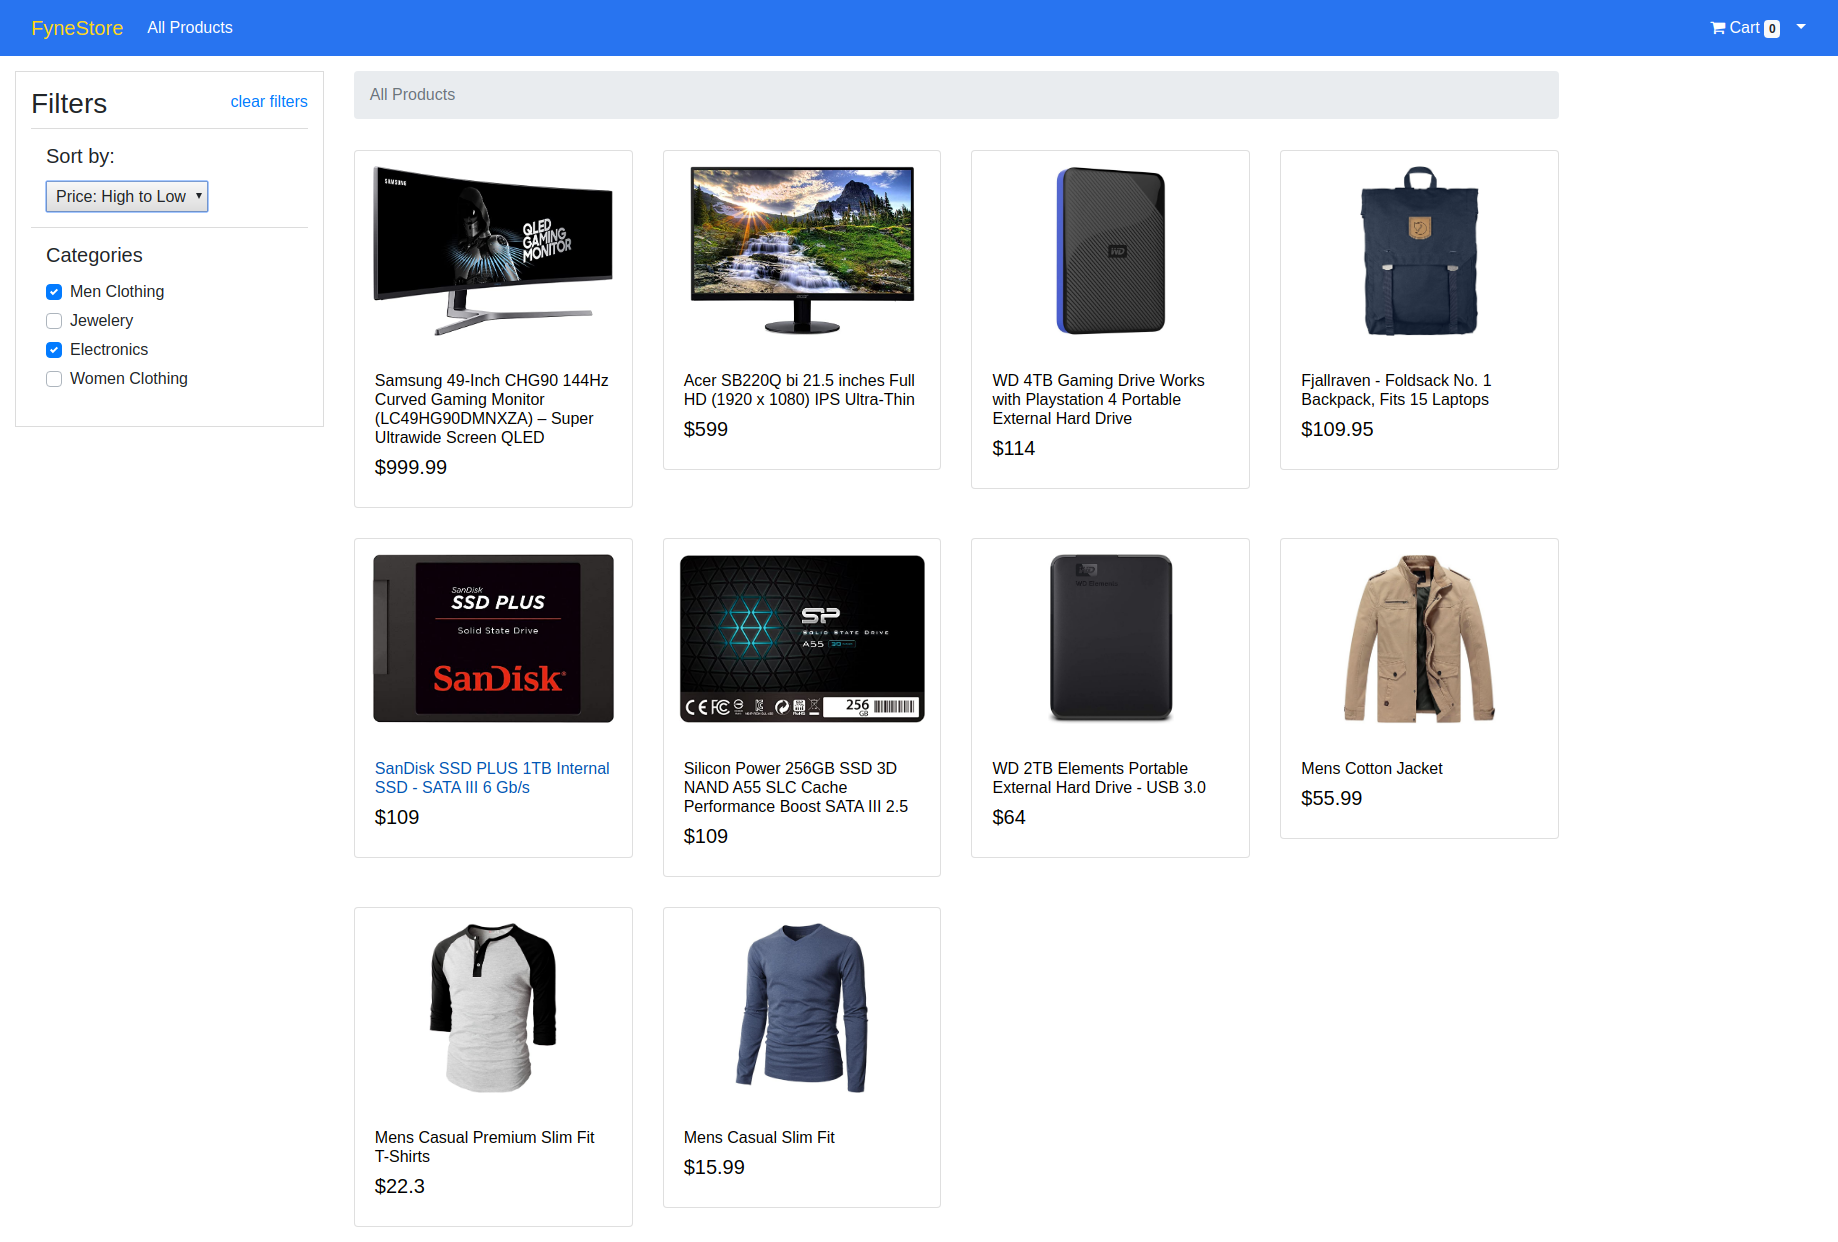 FyneStore
All Products
Cart 0
Filters
clear filters
Sort by:
Price: High to Low
Categories
Men Clothing
Jewelery
Electronics
Women Clothing
All Products
SAMSUNG
QLED
GAMING
MONITOR
Samsung 49-Inch CHG90 144Hz
Curved Gaming Monitor
(LC49HG90DMNXZA) – Super
Ultrawide Screen QLED
$999.99
acer
Acer SB220Q bi 21.5 inches Full
HD (1920 x 1080) IPS Ultra-Thin
$599
WD
WD 4TB Gaming Drive Works
with Playstation 4 Portable
External Hard Drive
$114
Fjallraven - Foldsack No. 1
Backpack, Fits 15 Laptops
$109.95
SanDisk
SSD PLUS
Solid State Drive
SanDisk®
SanDisk SSD PLUS 1TB Internal
SSD - SATA III 6 Gb/s
$109
SP
SOLID STATE DRIVE
A55
256
GB
Silicon Power 256GB SSD 3D
NAND A55 SLC Cache
Performance Boost SATA III 2.5
$109
WD
WD Elements
WD 2TB Elements Portable
External Hard Drive - USB 3.0
$64
Mens Cotton Jacket
$55.99
Mens Casual Premium Slim Fit
T-Shirts
$22.3
Mens Casual Slim Fit
$15.99